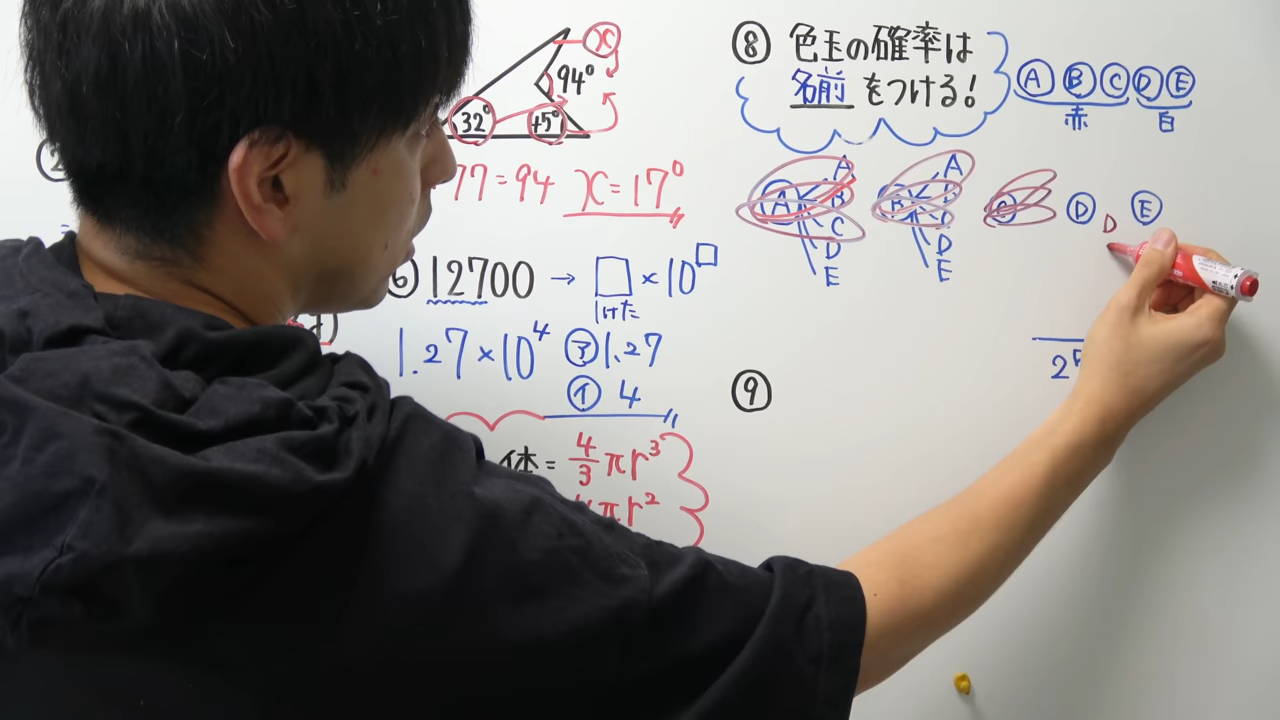 x
94°
32°
45°
77=94 x=17°
⑥ 12700 → □×10□
1けた
1.27×10⁴ ㋐1.27
㋑ 4
体=4/3πr³
πr²
⑧ 色玉の確率は
名前をつける!
A B C D E
赤 白
A A B C D E
B A D E
D D
E
2
⑨